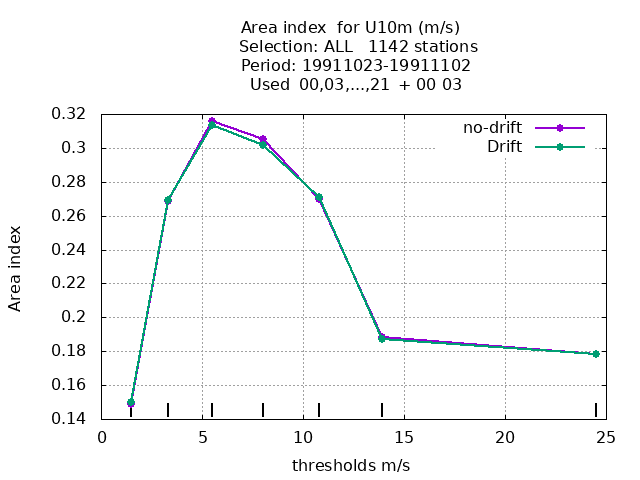 Area index  for U10m (m/s)
Selection: ALL   1142 stations
Period: 19911023-19911102
Used  00,03,...,21  + 00 03
no-drift
Drift
Area index
0.32
0.3
0.28
0.26
0.24
0.22
0.2
0.18
0.16
0.14
0 5 10 15 20 25
thresholds m/s